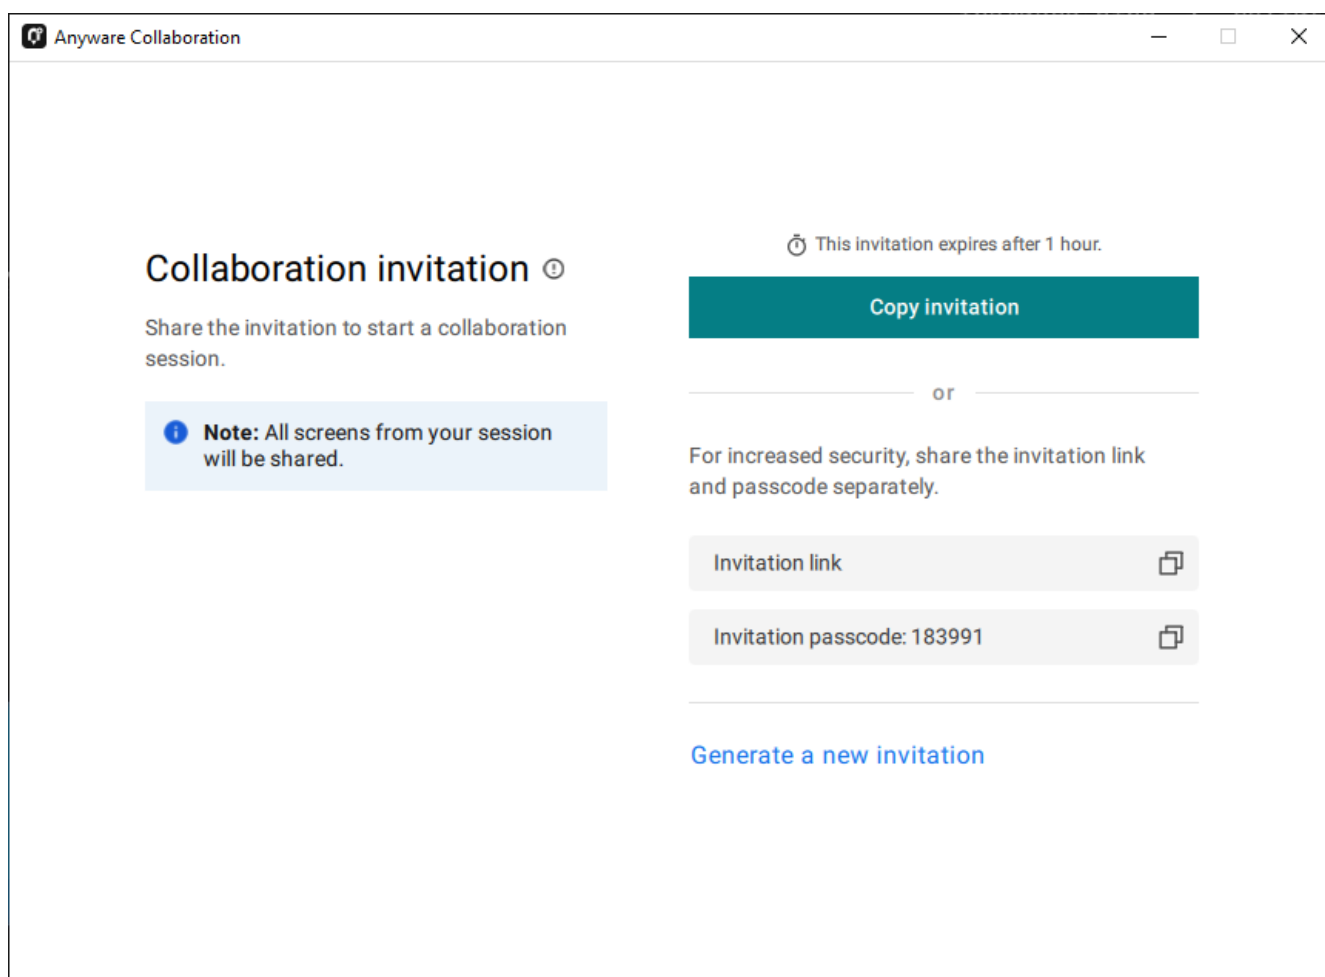 Anyware Collaboration
Collaboration invitation
Share the invitation to start a collaboration
session.
Note: All screens from your session
will be shared.
This invitation expires after 1 hour.
Copy invitation
or
For increased security, share the invitation link
and passcode separately.
Invitation link
Invitation passcode: 183991
Generate a new invitation